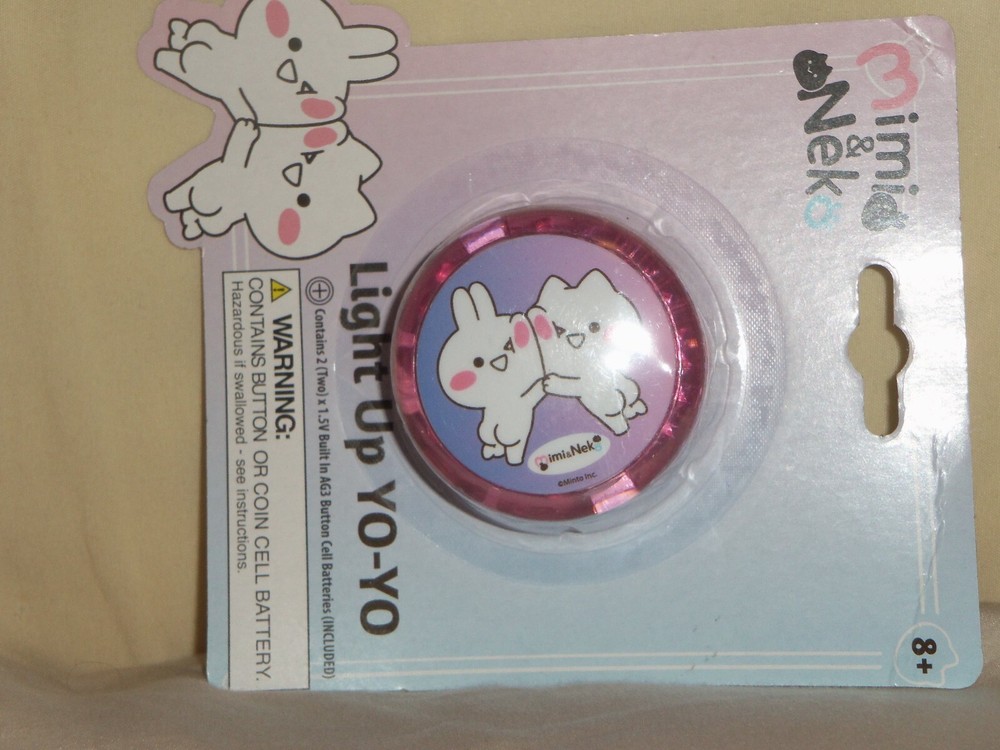 Mimi
&
Neko
8+
Mimi&Neko
©Minto Inc.
Light Up YO-YO
Contains 2 (Two) x 1.5V Built In AG3 Button Cell Batteries (INCLUDED)
WARNING:
CONTAINS BUTTON OR COIN CELL BATTERY.
Hazardous if swallowed - see instructions.